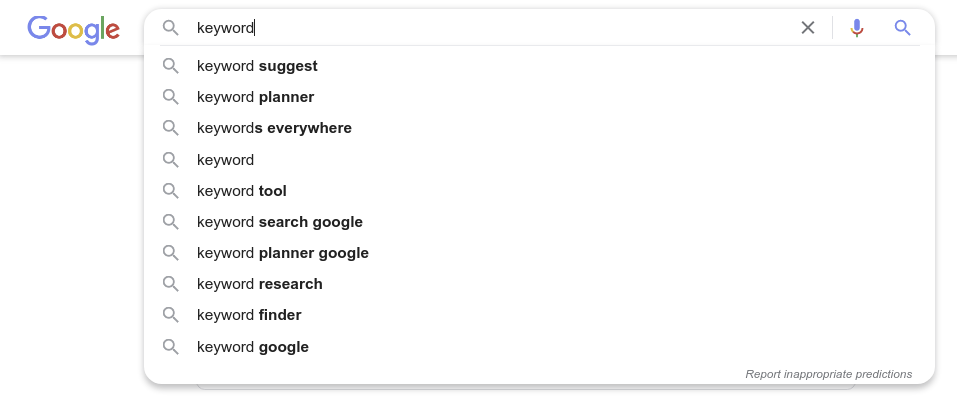 Google
keyword
keyword suggest
keyword planner
keywords everywhere
keyword
keyword tool
keyword search google
keyword planner google
keyword research
keyword finder
keyword google
Report inappropriate predictions